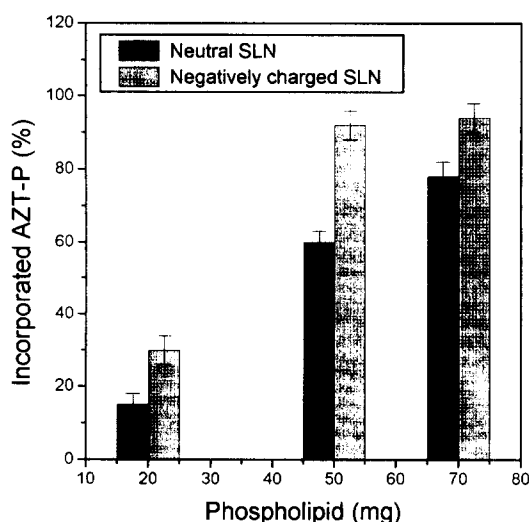 120
100
80
60
40
20
0
Incorporated AZT-P (%)
Neutral SLN
Negatively charged SLN
10 20 30 40 50 60 70 80
Phospholipid (mg)